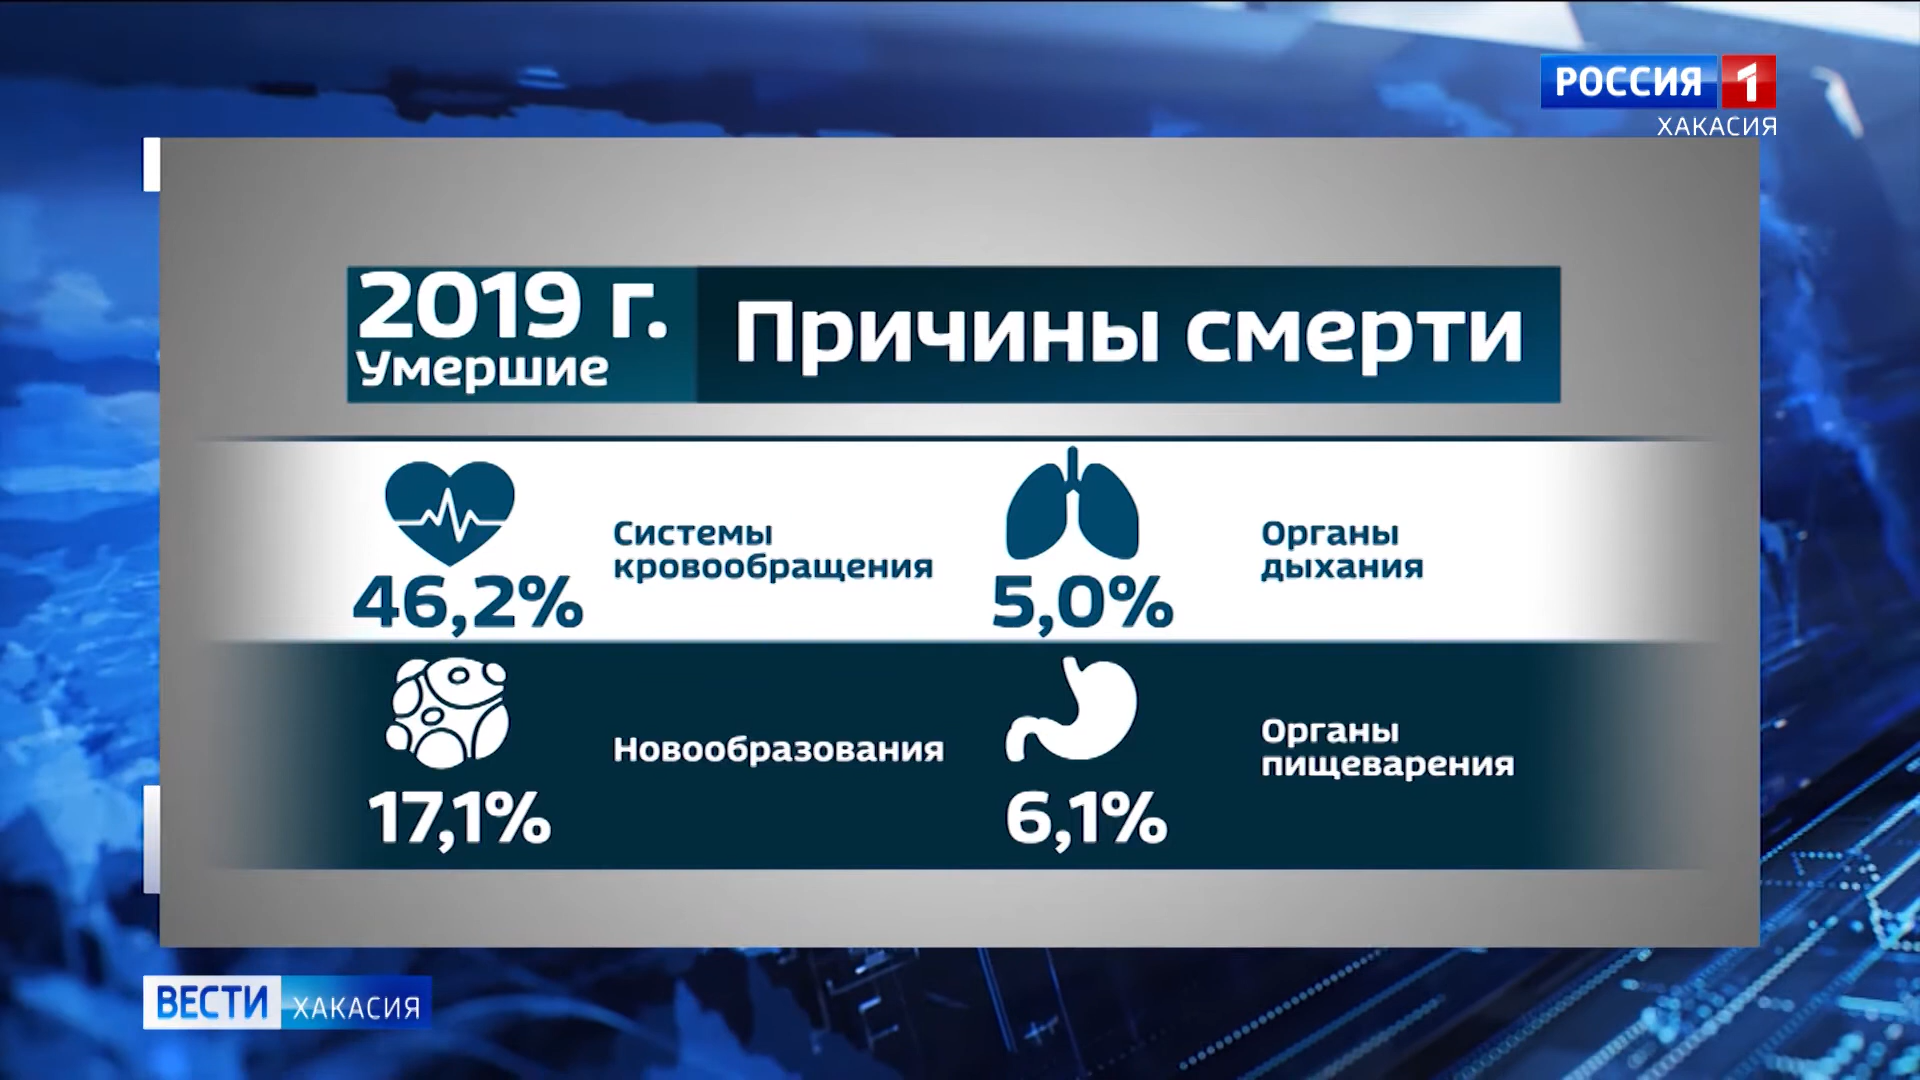 РОССИЯ 1
ХАКАСИЯ
2019 г.
Умершие
Причины смерти
Системы
кровообращения
46,2%
Органы
дыхания
5,0%
Новообразования
17,1%
Органы
пищеварения
6,1%
ВЕСТИ ХАКАСИЯ